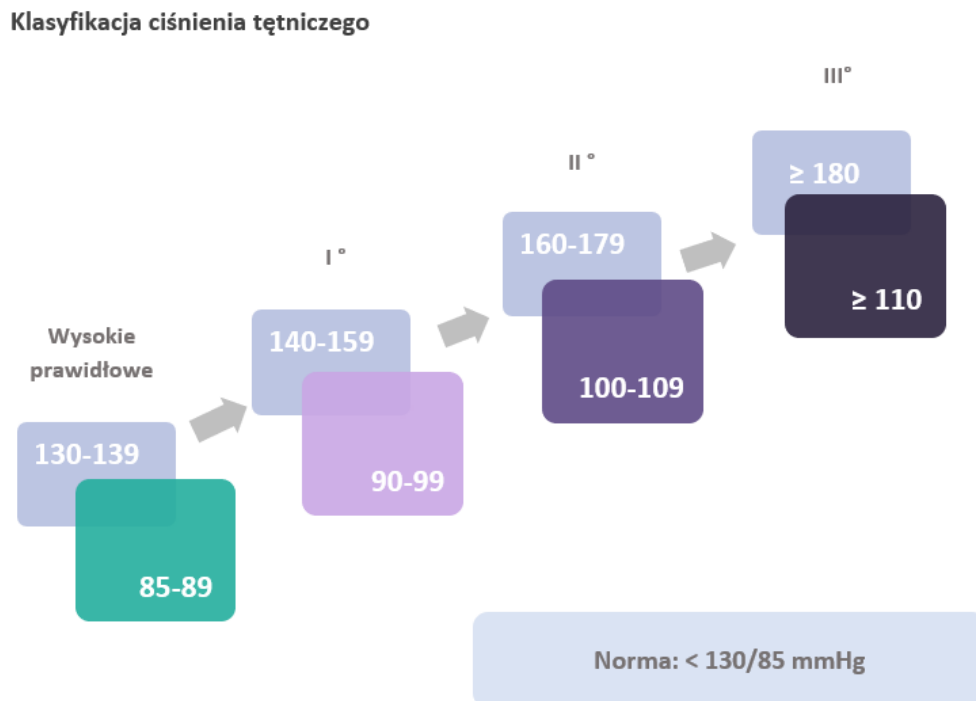 Klasyfikacja ciśnienia tętniczego
Wysokie
prawidłowe
130-139
85-89
I °
140-159
90-99
II °
160-179
100-109
III°
≥ 180
≥ 110
Norma: < 130/85 mmHg